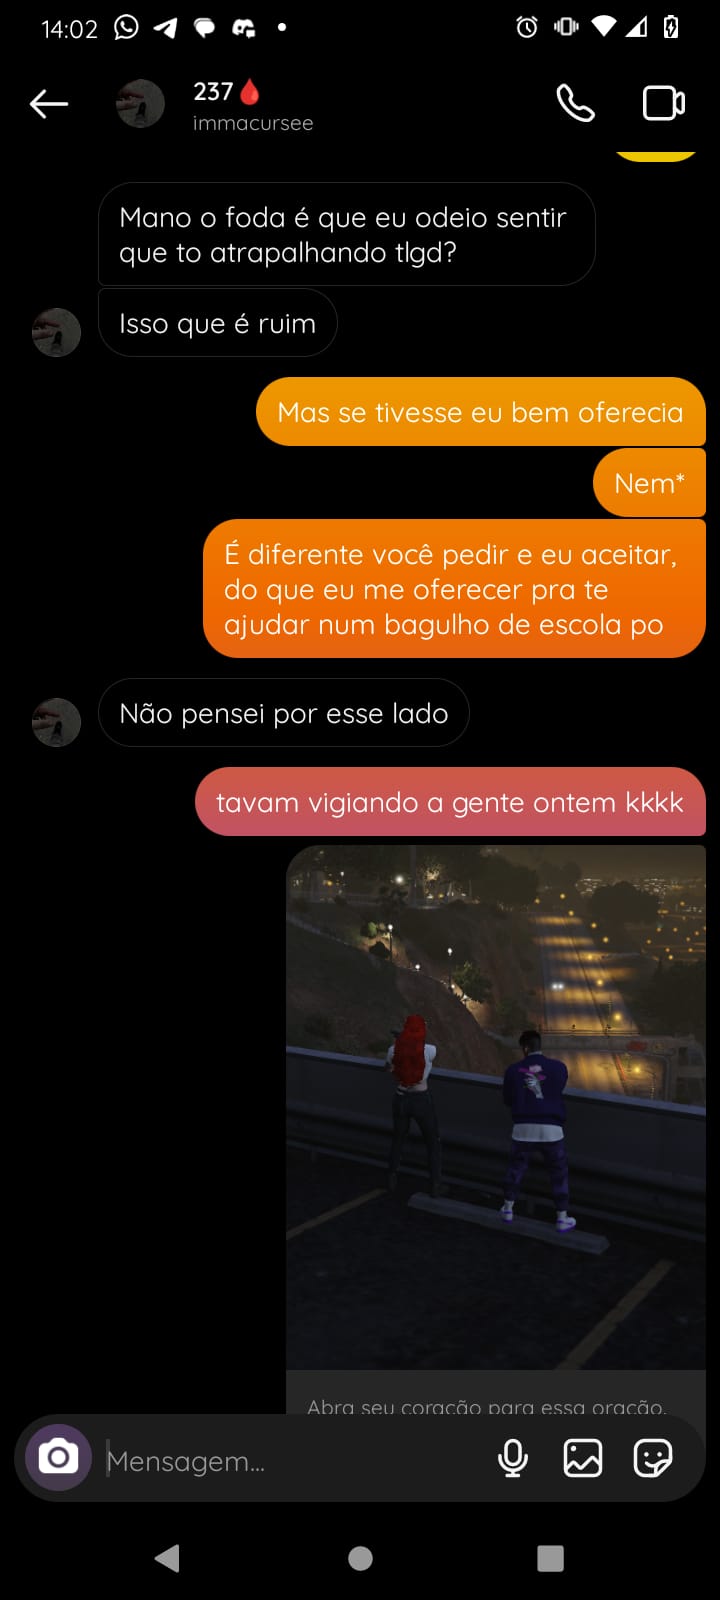 14:02
237🩸
immacursee
Mano o foda é que eu odeio sentir
que to atrapalhando tlgd?
Isso que é ruim
Mas se tivesse eu bem oferecia
Nem*
É diferente você pedir e eu aceitar,
do que eu me oferecer pra te
ajudar num bagulho de escola po
Não pensei por esse lado
tavam vigiando a gente ontem kkkk
Abra seu coração para essa oração.
Mensagem...